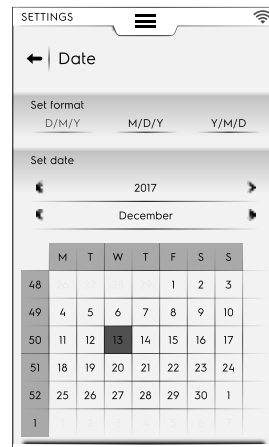 SETTINGS
Date
Set format
D/M/Y M/D/Y Y/M/D
Set date
2017
December
M T W T F S S
48 1 2 3
49 4 5 6 7 8 9 10
50 11 12 13 14 15 16 17
51 18 19 20 21 22 23 24
52 25 26 27 28 29 30 1
1